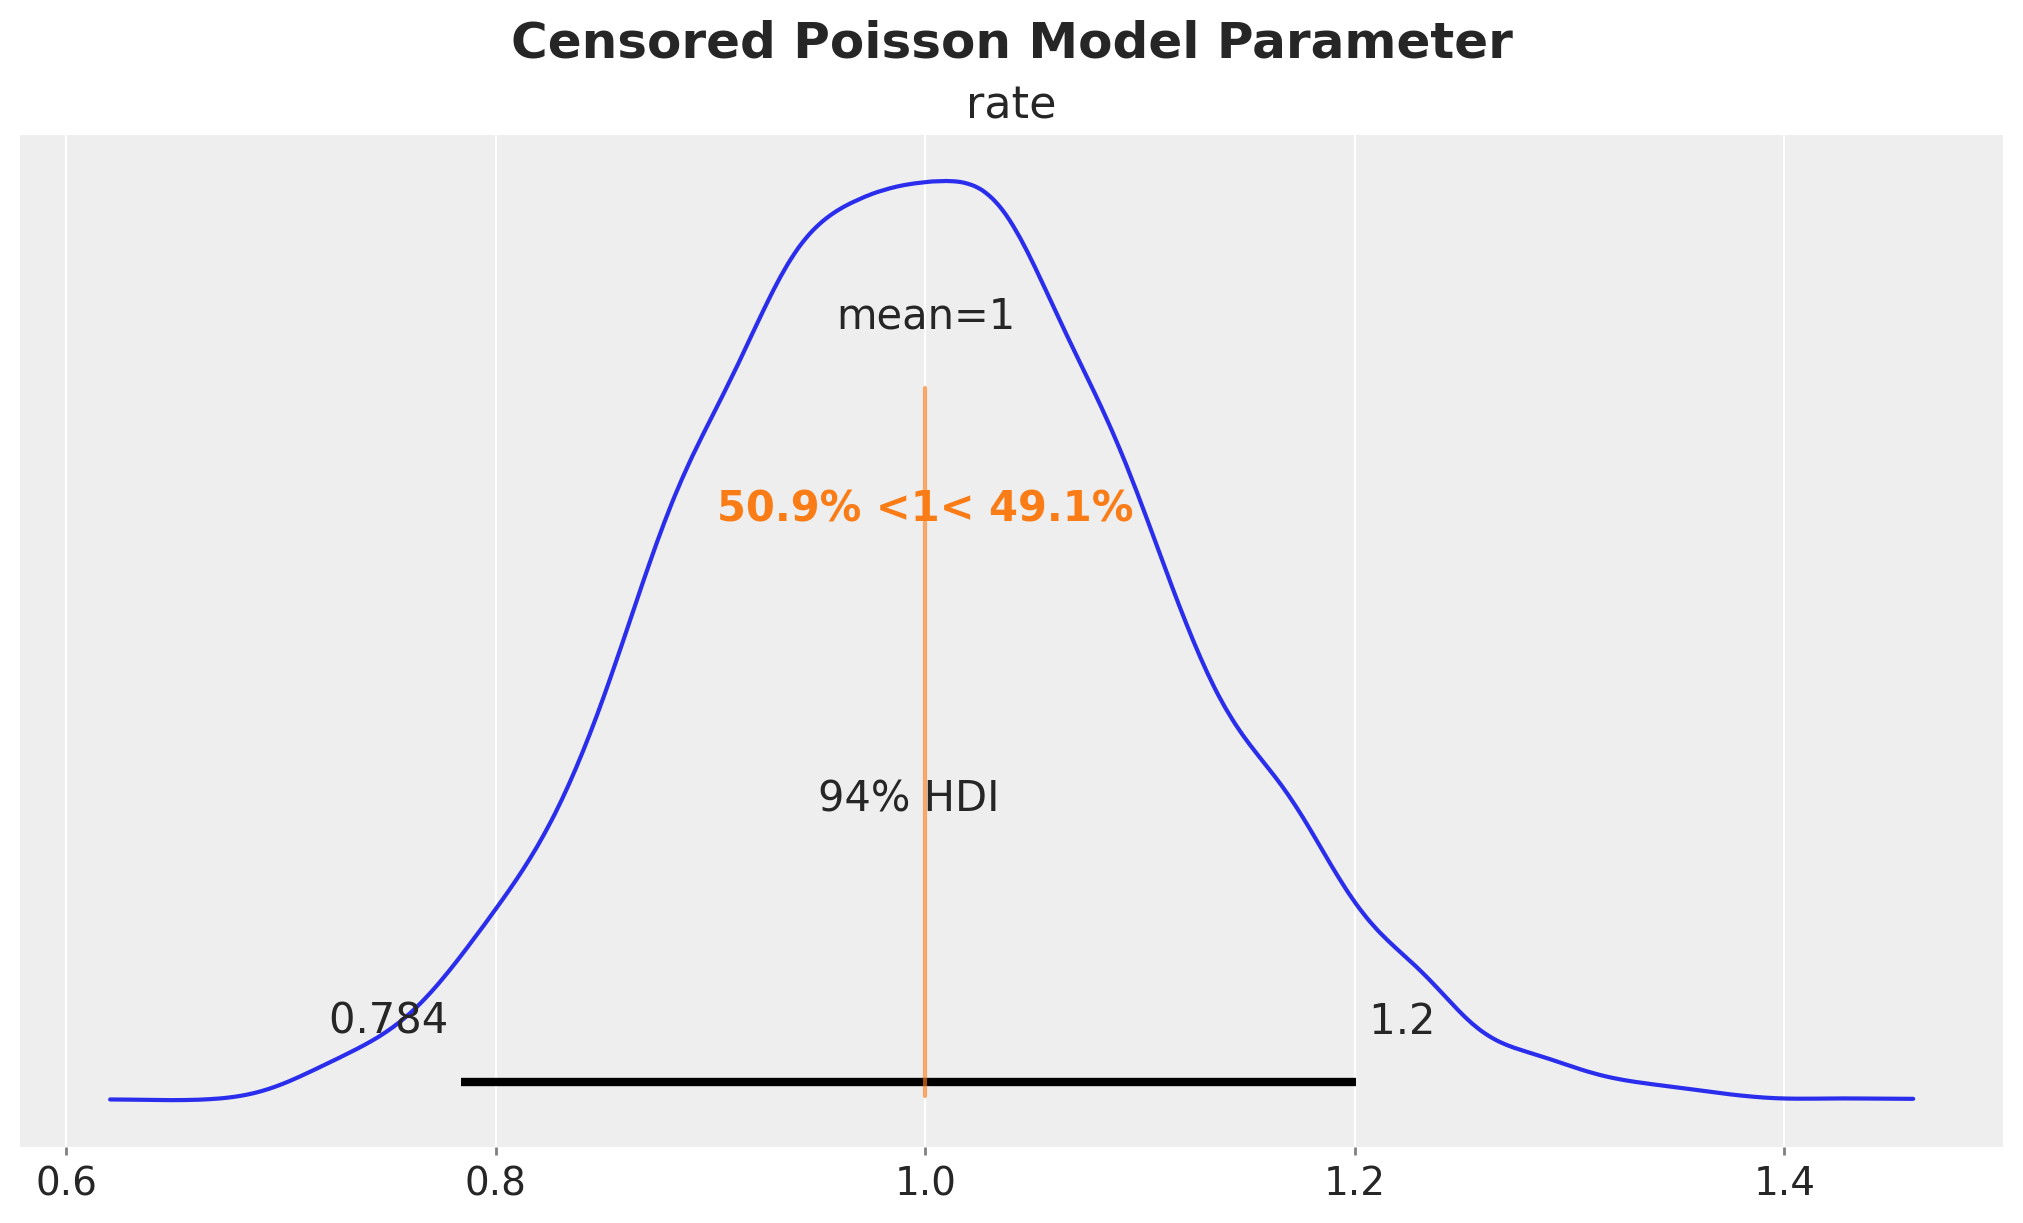 Censored Poisson Model Parameter
rate
mean=1
50.9% <1< 49.1%
94% HDI
0.784
1.2
0.6
0.8
1.0
1.2
1.4